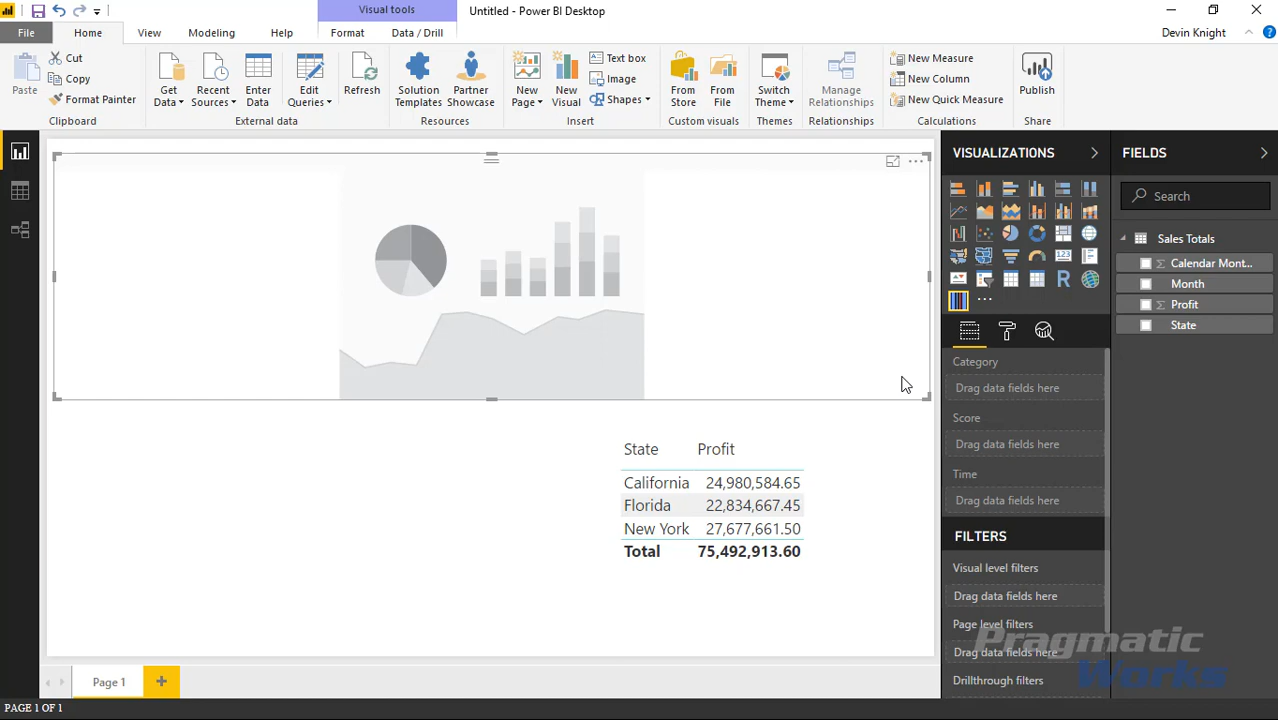 Visual tools
Untitled - Power BI Desktop
File
Home
View
Modeling
Help
Format
Data / Drill
Devin Knight
Paste
Cut
Copy
Format Painter
Clipboard
Get Data
Recent Sources
Enter Data
Edit Queries
Refresh
External data
Solution Templates
Partner Showcase
Resources
New Page
New Visual
Text box
Image
Shapes
Insert
From Store
From File
Custom visuals
Switch Theme
Themes
Manage Relationships
Relationships
New Measure
New Column
New Quick Measure
Calculations
Publish
Share
State Profit
California 24,980,584.65
Florida 22,834,667.45
New York 27,677,661.50
Total 75,492,913.60
VISUALIZATIONS
123
R
Category
Drag data fields here
Score
Drag data fields here
Time
Drag data fields here
FILTERS
Visual level filters
Drag data fields here
Page level filters
Drag data fields here
Drillthrough filters
FIELDS
Search
Sales Totals
Calendar Mont...
Month
Profit
State
Pragmatic
Works
Page 1
PAGE 1 OF 1